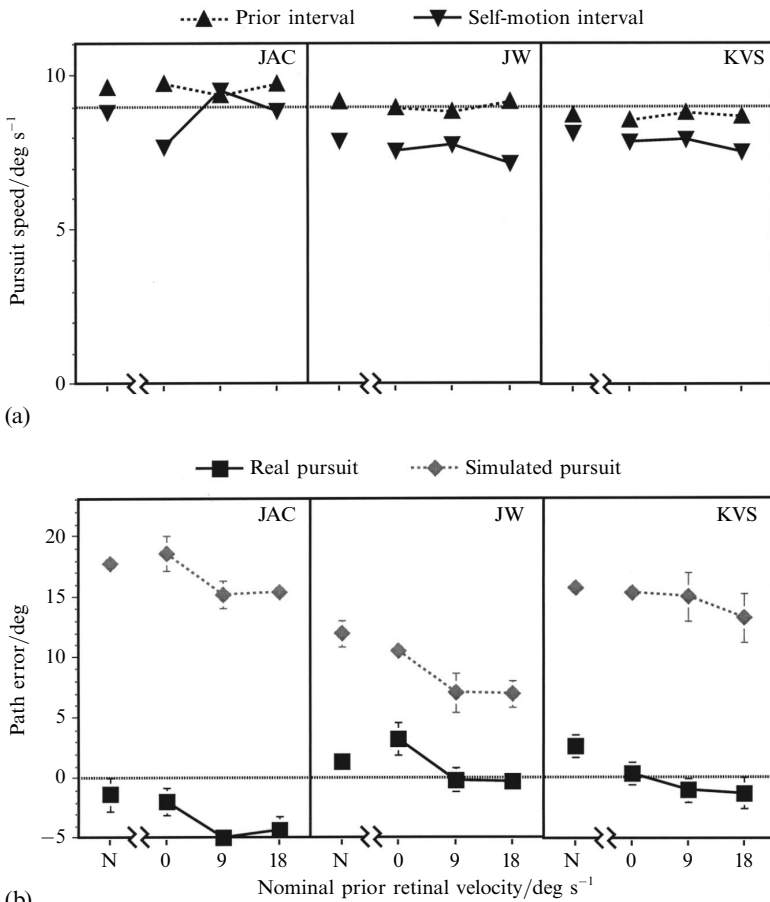 Prior interval Self-motion interval
JAC JW KVS
10
5
0
Pursuit speed/deg s⁻¹
(a)
Real pursuit Simulated pursuit
JAC JW KVS
20
15
10
5
0
−5
Path error/deg
N 0 9 18 N 0 9 18 N 0 9 18
Nominal prior retinal velocity/deg s⁻¹
(b)